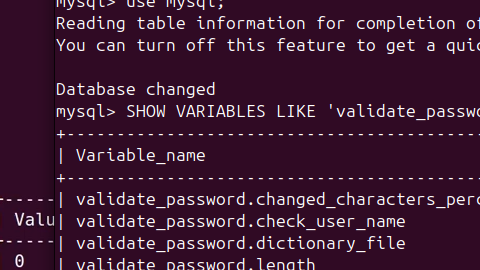 mysql> use mysql;
Reading table information for completion of
You can turn off this feature to get a quic
Database changed
mysql> SHOW VARIABLES LIKE 'validate_passwo
+------------------------------------------
| Variable_name
+------------------------------------------
| validate_password.changed_characters_perc
| validate_password.check_user_name
| validate_password.dictionary_file
| validate_password.length
------
Valu
------
0